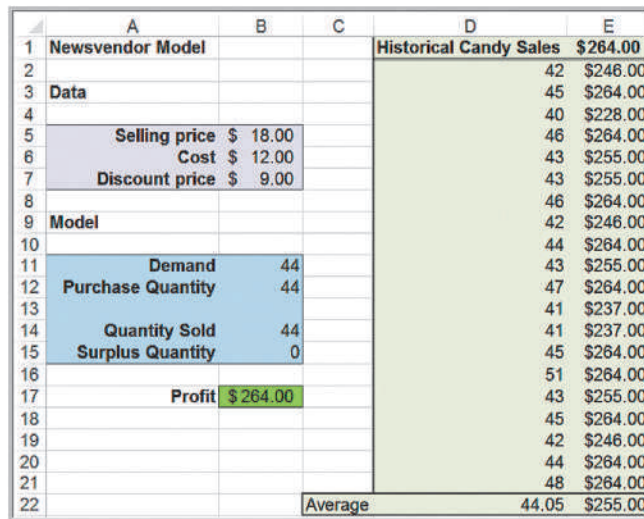 A B C D E
1 Newsvendor Model Historical Candy Sales $264.00
2 42 $246.00
3 Data 45 $264.00
4 40 $228.00
5 Selling price $ 18.00 46 $264.00
6 Cost $ 12.00 43 $255.00
7 Discount price $ 9.00 43 $255.00
8 46 $264.00
9 Model 42 $246.00
10 44 $264.00
11 Demand 44 43 $255.00
12 Purchase Quantity 44 47 $264.00
13 41 $237.00
14 Quantity Sold 44 41 $237.00
15 Surplus Quantity 0 45 $264.00
16 51 $264.00
17 Profit $264.00 43 $255.00
18 45 $264.00
19 42 $246.00
20 44 $264.00
21 48 $264.00
22 Average 44.05 $255.00